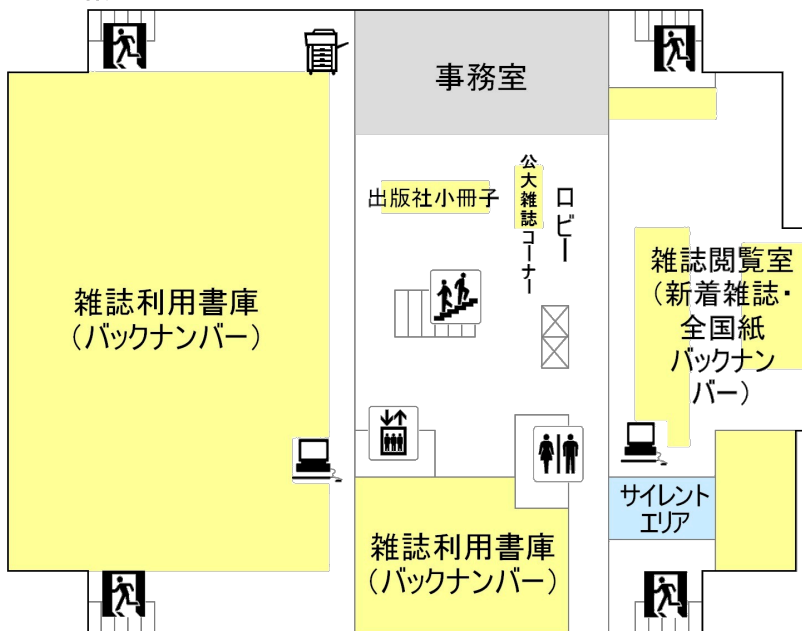 事務室
出版社小冊子
公大雑誌コーナー
ロビー
雑誌利用書庫
（バックナンバー）
雑誌閲覧室
（新着雑誌・
全国紙
バックナン
バー）
サイレント
エリア
雑誌利用書庫
（バックナンバー）